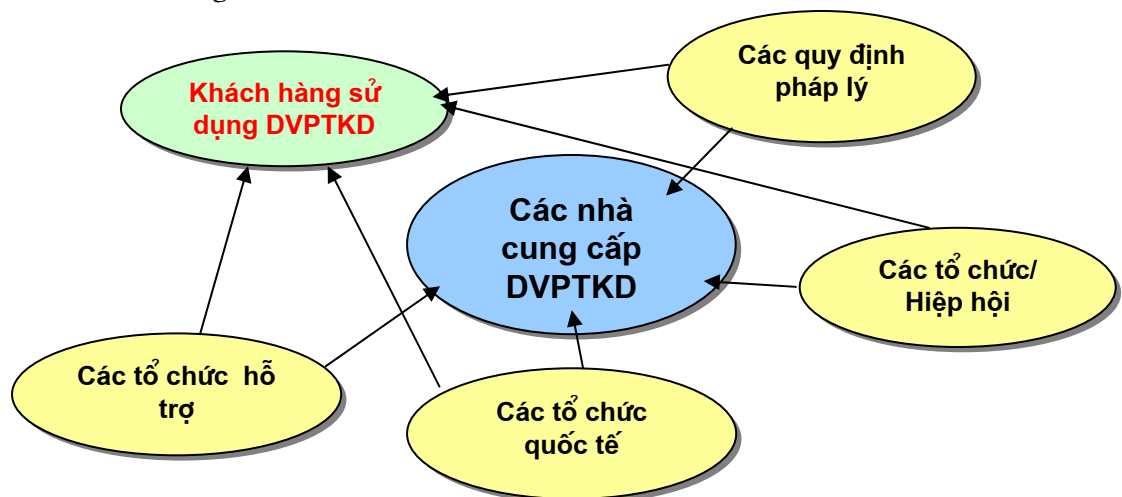 Các quy định
pháp lý
Khách hàng sử
dụng DVPTKD
Các nhà
cung cấp
DVPTKD
Các tổ chức/
Hiệp hội
Các tổ chức hỗ
trợ
Các tổ chức
quốc tế